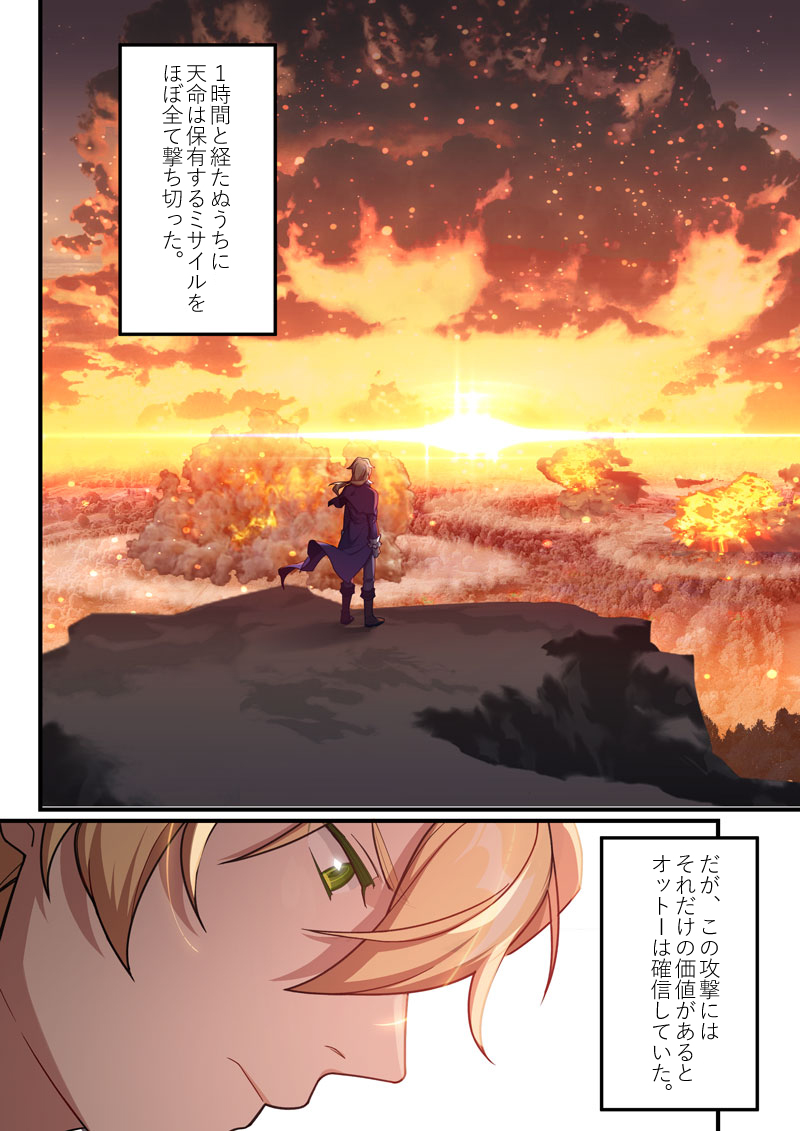 １時間と経たぬうちに
天命は保有するミサイルを
ほぼ全て撃ち切った。
だが、この攻撃には
それだけの価値があると
オットーは確信していた。